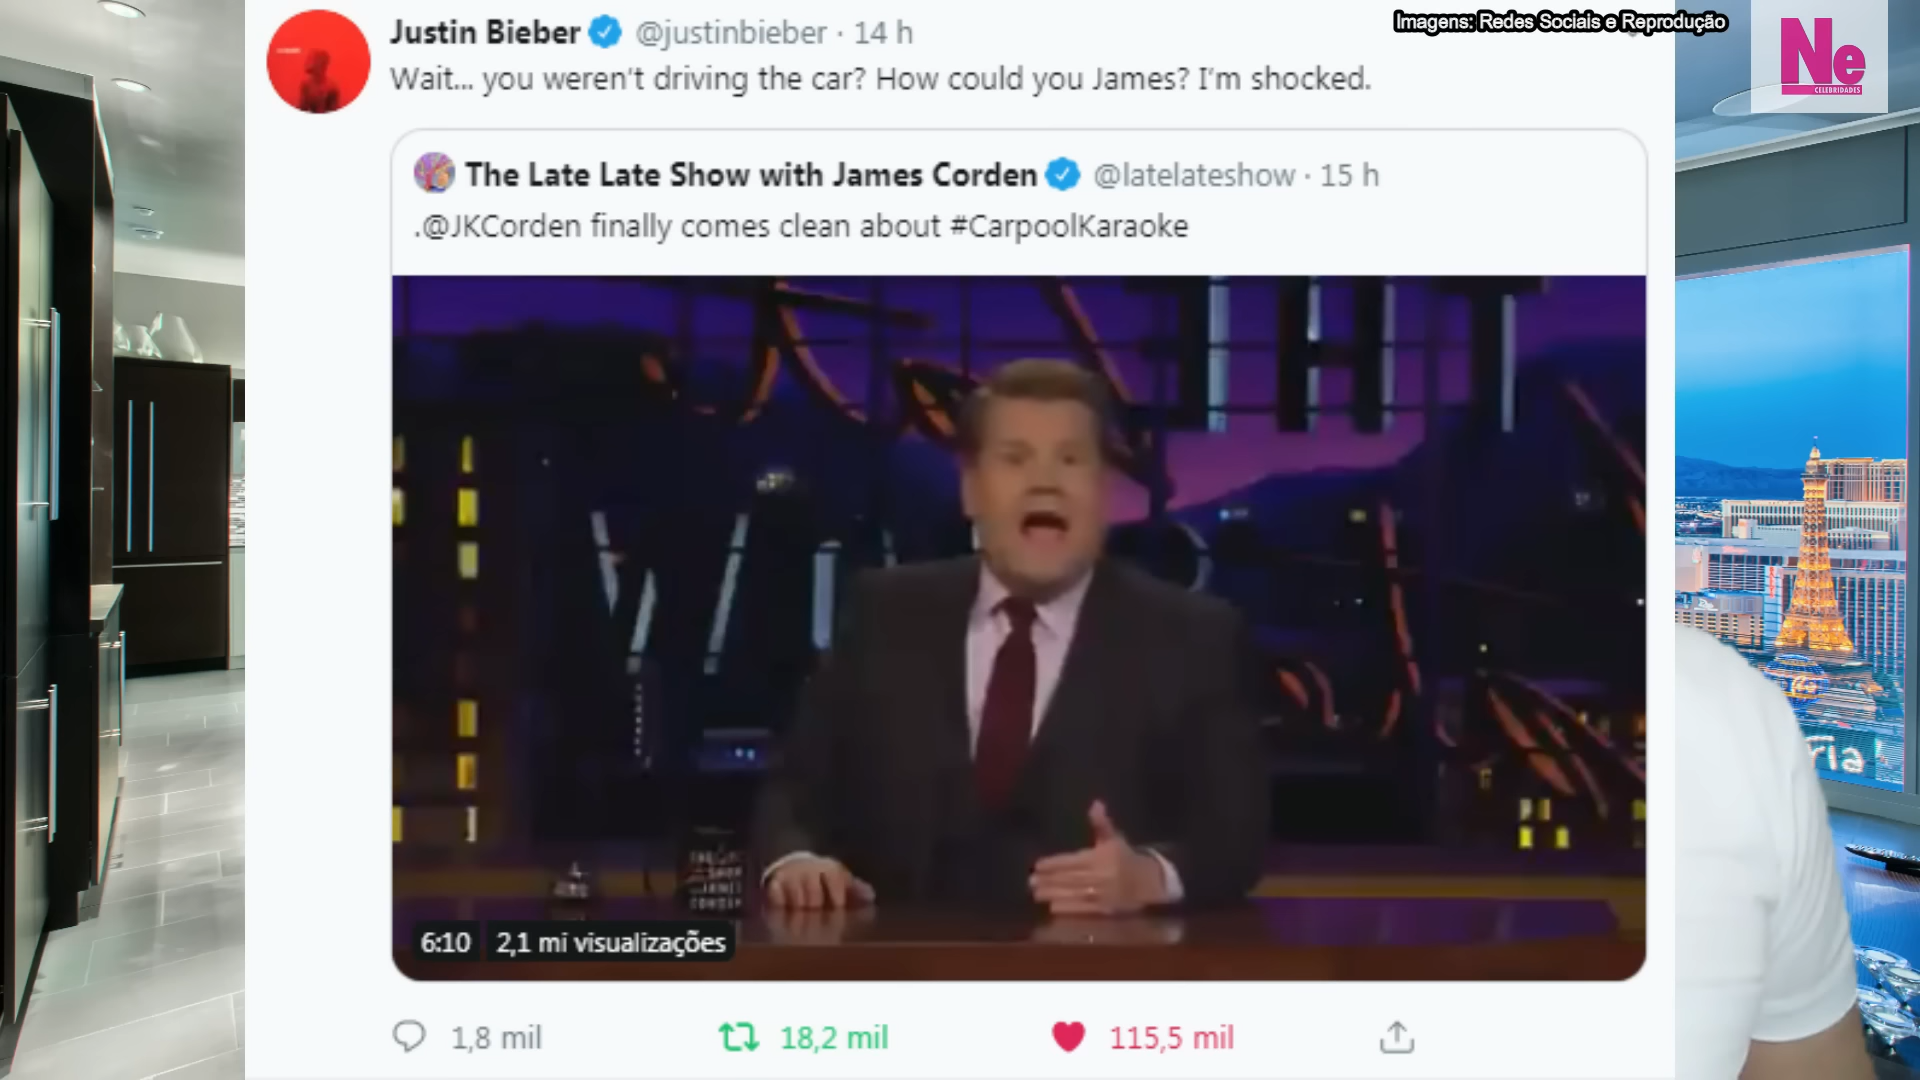 Justin Bieber @justinbieber · 14 h
Imagens: Redes Sociais e Reprodução
Ne
CELEBRIDADES
Wait... you weren't driving the car? How could you James? I'm shocked.
The Late Late Show with James Corden @latelateshow · 15 h
.@JKCorden finally comes clean about #CarpoolKaraoke
6:10 2,1 mi visualizações
1,8 mil 18,2 mil 115,5 mil